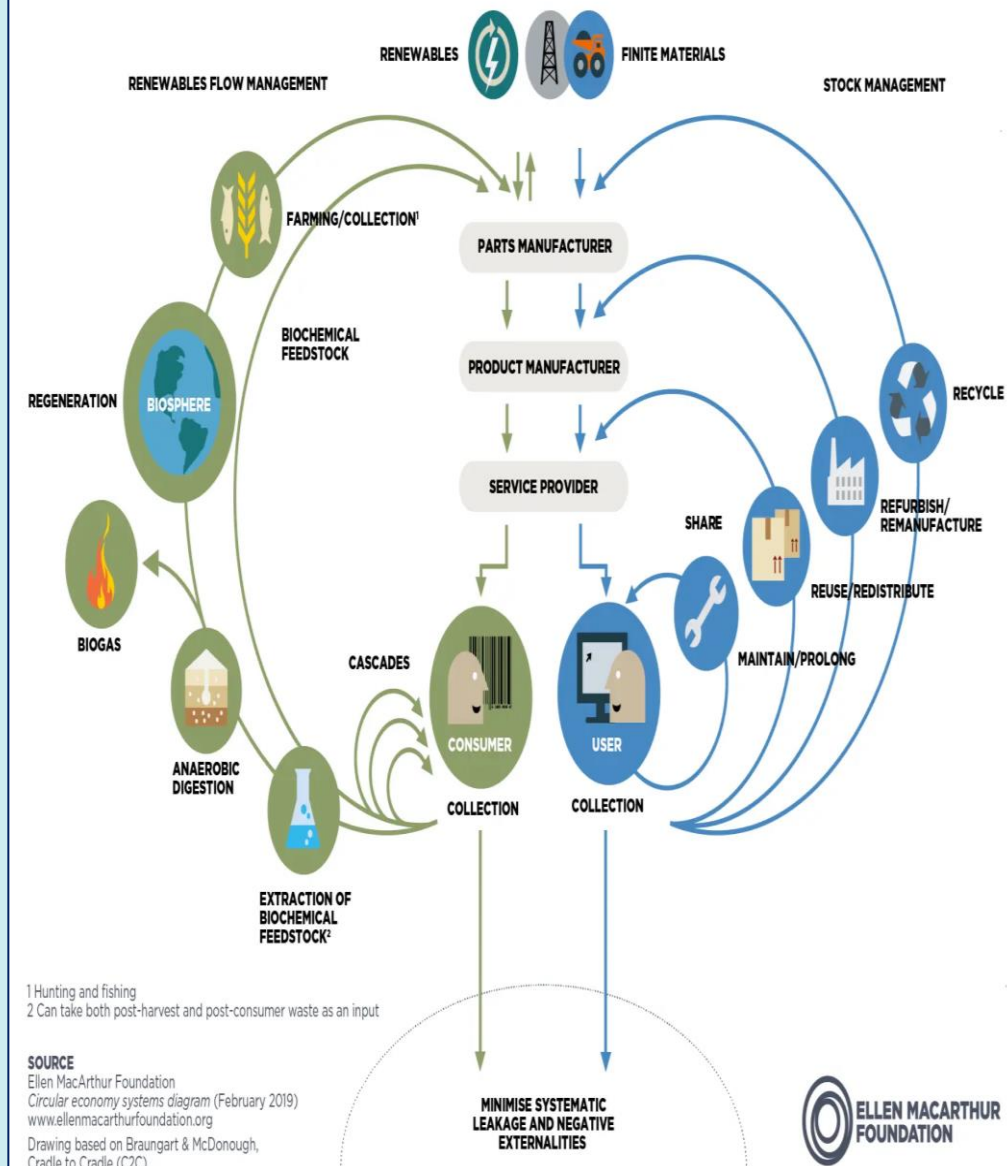 RENEWABLES
FINITE MATERIALS
RENEWABLES FLOW MANAGEMENT
STOCK MANAGEMENT
FARMING/COLLECTION¹
PARTS MANUFACTURER
BIOCHEMICAL
FEEDSTOCK
PRODUCT MANUFACTURER
REGENERATION
BIOSPHERE
RECYCLE
SERVICE PROVIDER
SHARE
REFURBISH/
REMANUFACTURE
REUSE/REDISTRIBUTE
BIOGAS
CASCADES
MAINTAIN/PROLONG
CONSUMER
USER
ANAEROBIC
DIGESTION
COLLECTION
COLLECTION
EXTRACTION OF
BIOCHEMICAL
FEEDSTOCK²
1 Hunting and fishing
2 Can take both post-harvest and post-consumer waste as an input
SOURCE
Ellen MacArthur Foundation
Circular economy systems diagram (February 2019)
www.ellenmacarthurfoundation.org
Drawing based on Braungart & McDonough,
Cradle to Cradle (C2C)
MINIMISE SYSTEMATIC
LEAKAGE AND NEGATIVE
EXTERNALITIES
ELLEN MACARTHUR
FOUNDATION